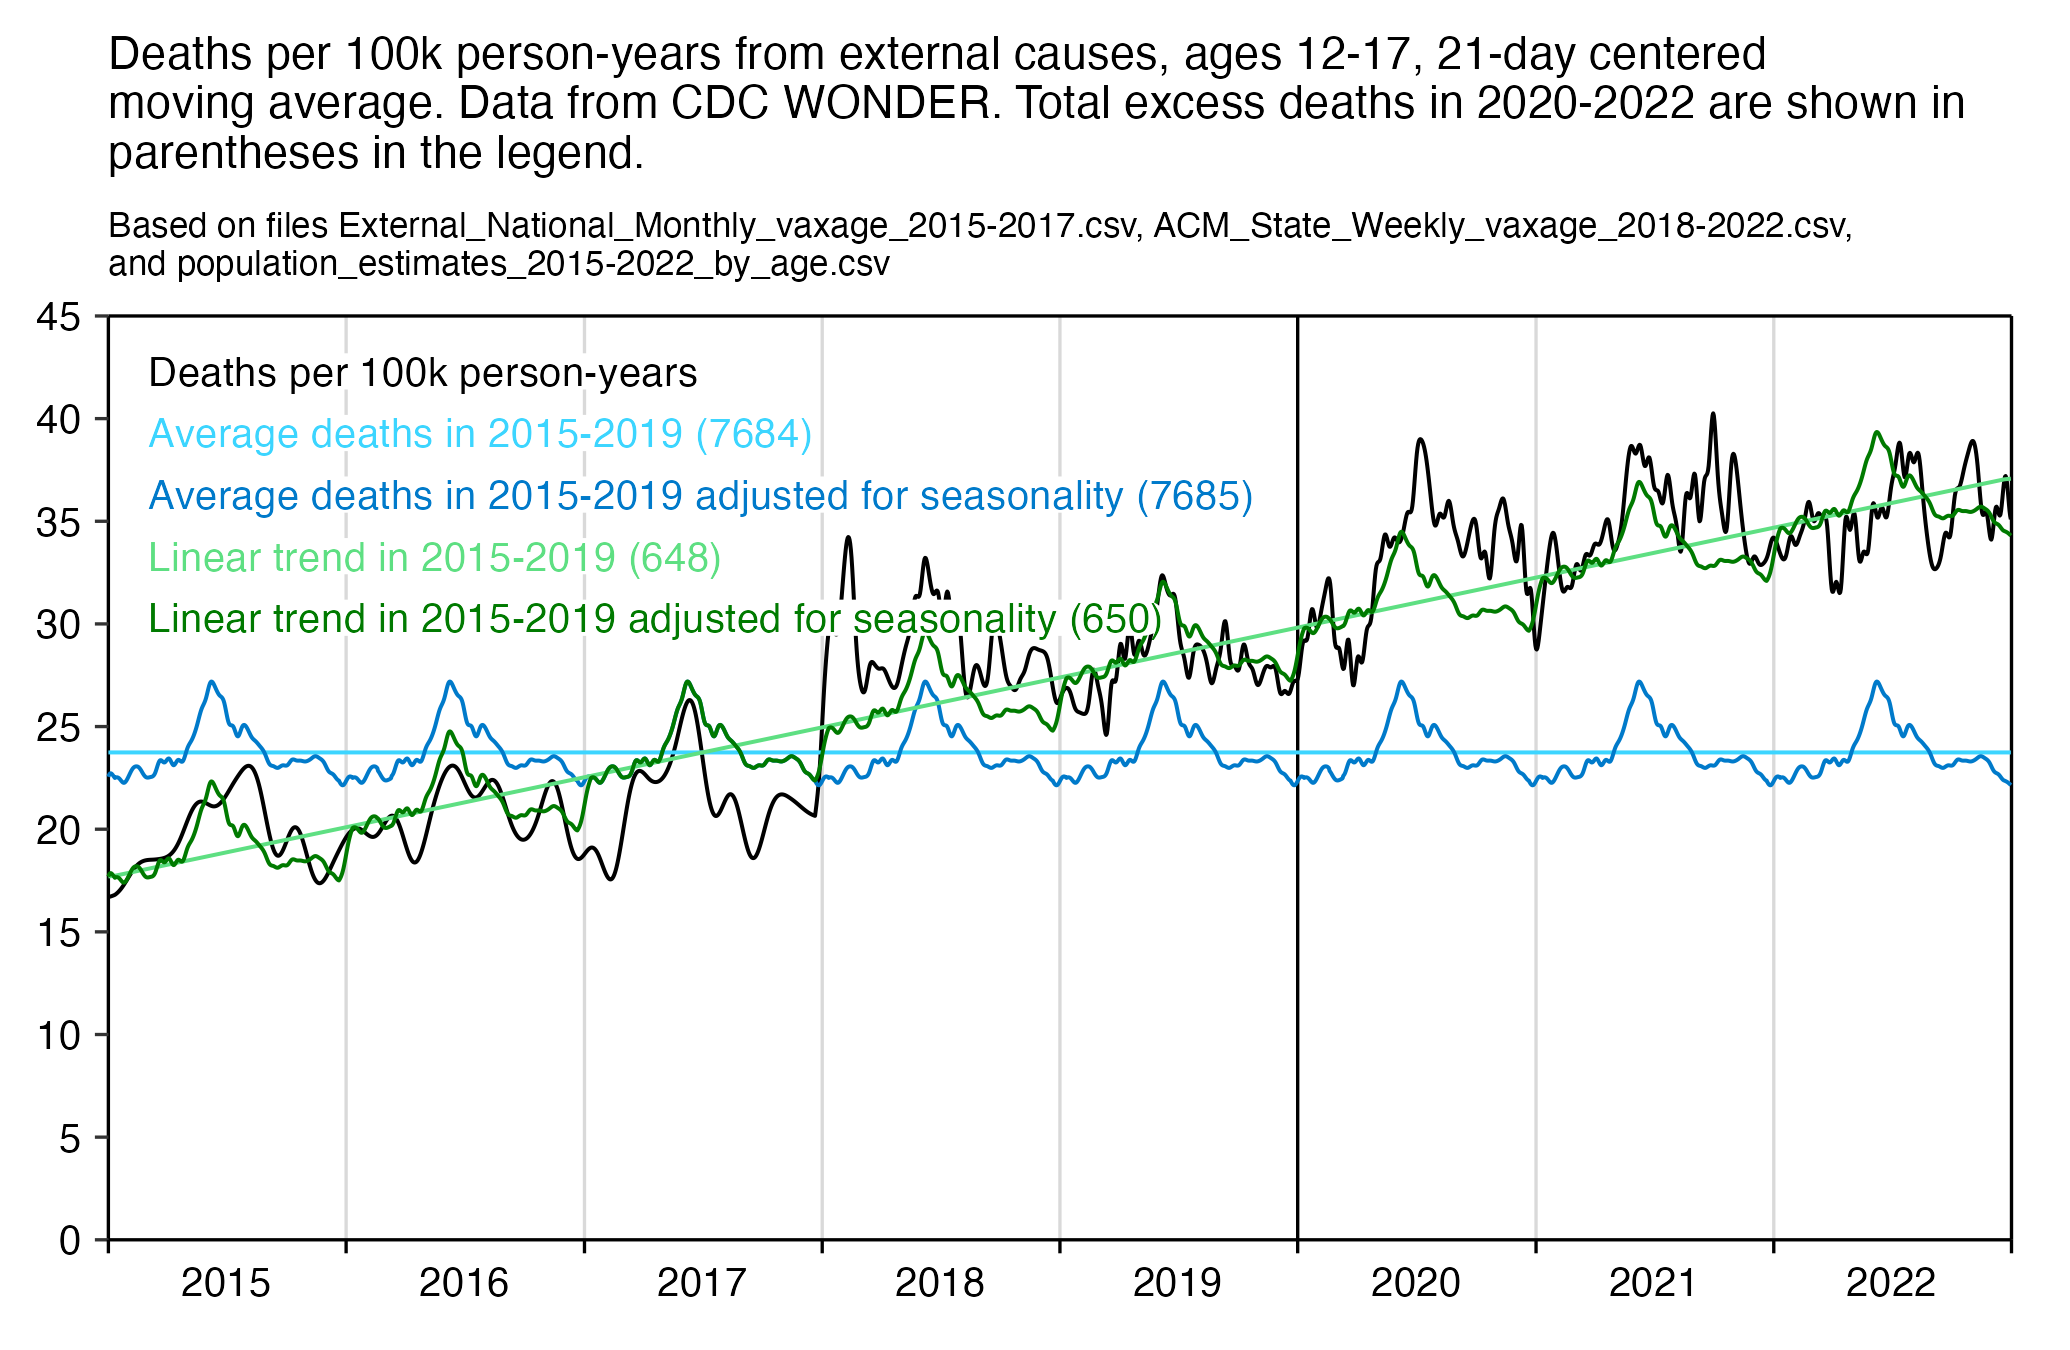 Deaths per 100k person-years from external causes, ages 12-17, 21-day centered
moving average. Data from CDC WONDER. Total excess deaths in 2020-2022 are shown in
parentheses in the legend.
Based on files External_National_Monthly_vaxage_2015-2017.csv, ACM_State_Weekly_vaxage_2018-2022.csv,
and population_estimates_2015-2022_by_age.csv
45
40
35
30
25
20
15
10
5
0
Deaths per 100k person-years
Average deaths in 2015-2019 (7684)
Average deaths in 2015-2019 adjusted for seasonality (7685)
Linear trend in 2015-2019 (648)
Linear trend in 2015-2019 adjusted for seasonality (650)
2015 2016 2017 2018 2019 2020 2021 2022